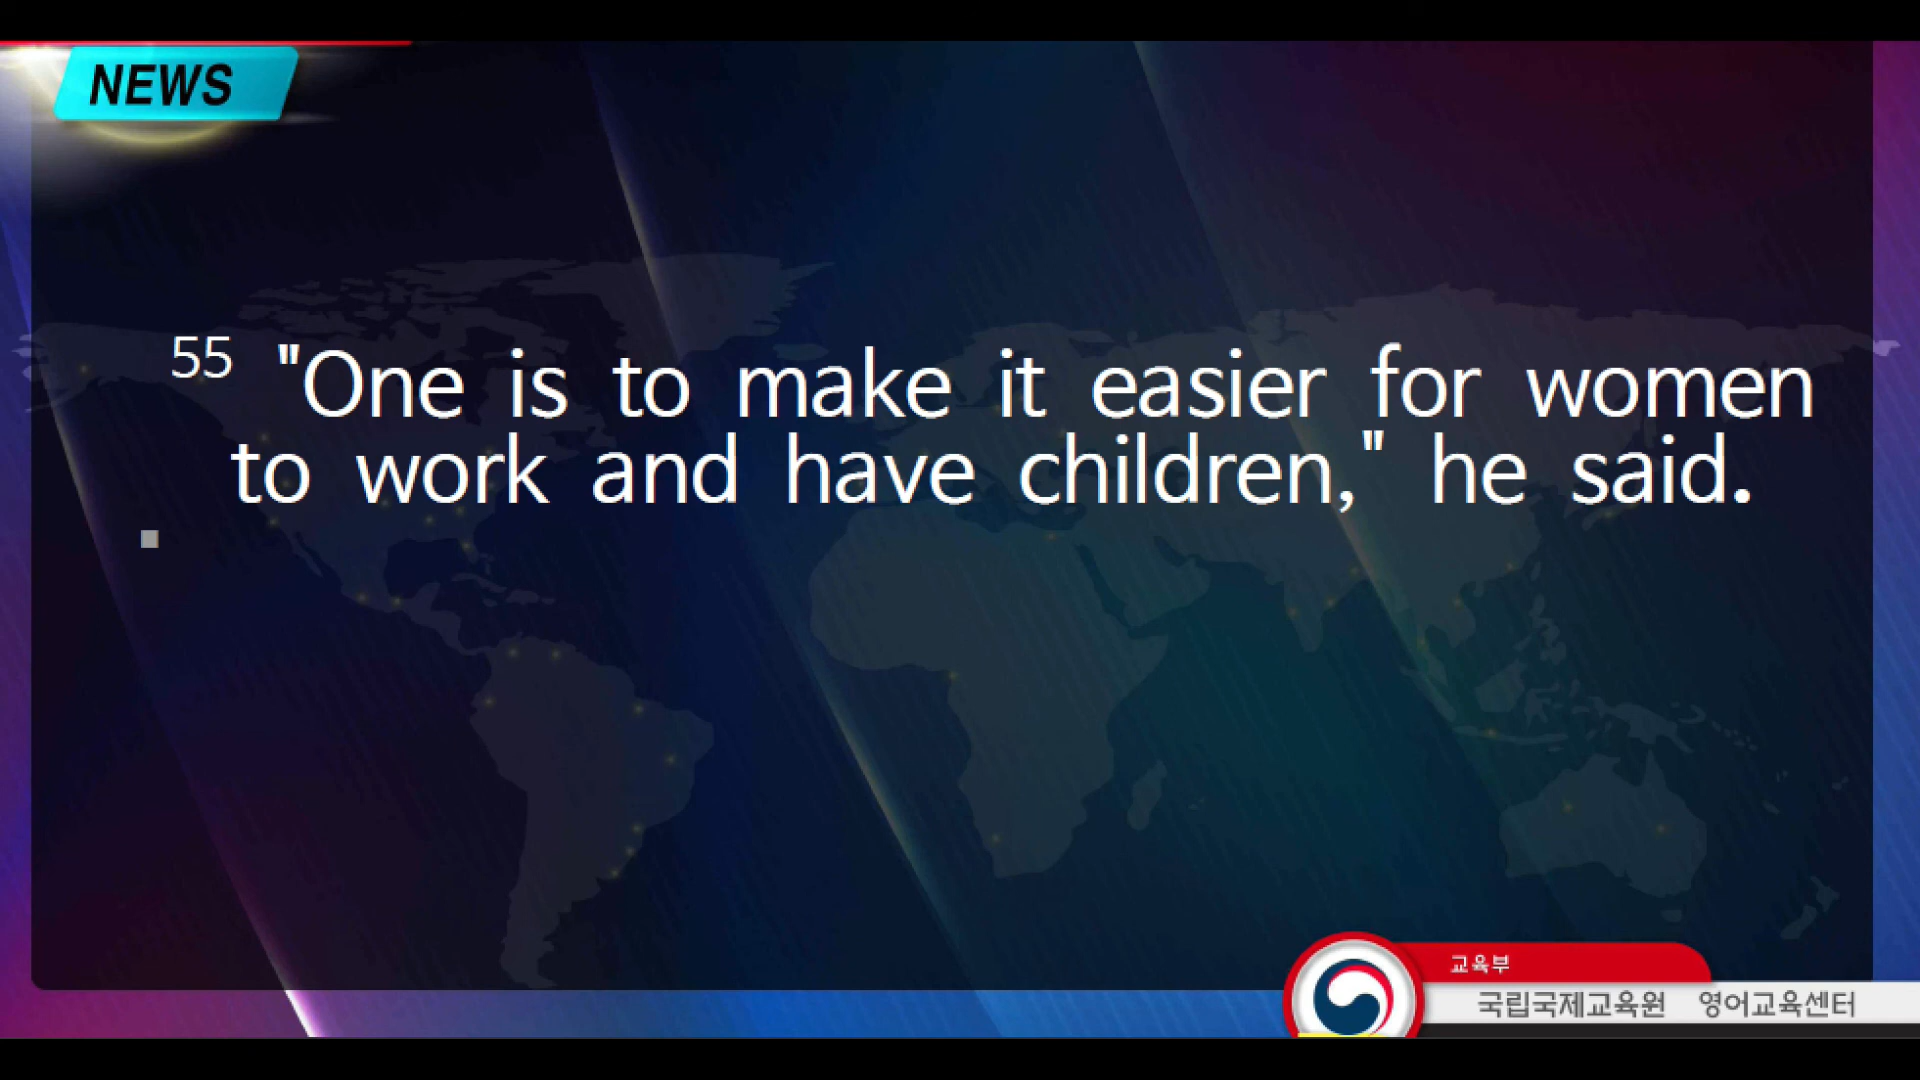 NEWS
55 "One is to make it easier for women
to work and have children," he said.
교육부
국립국제교육원 영어교육센터